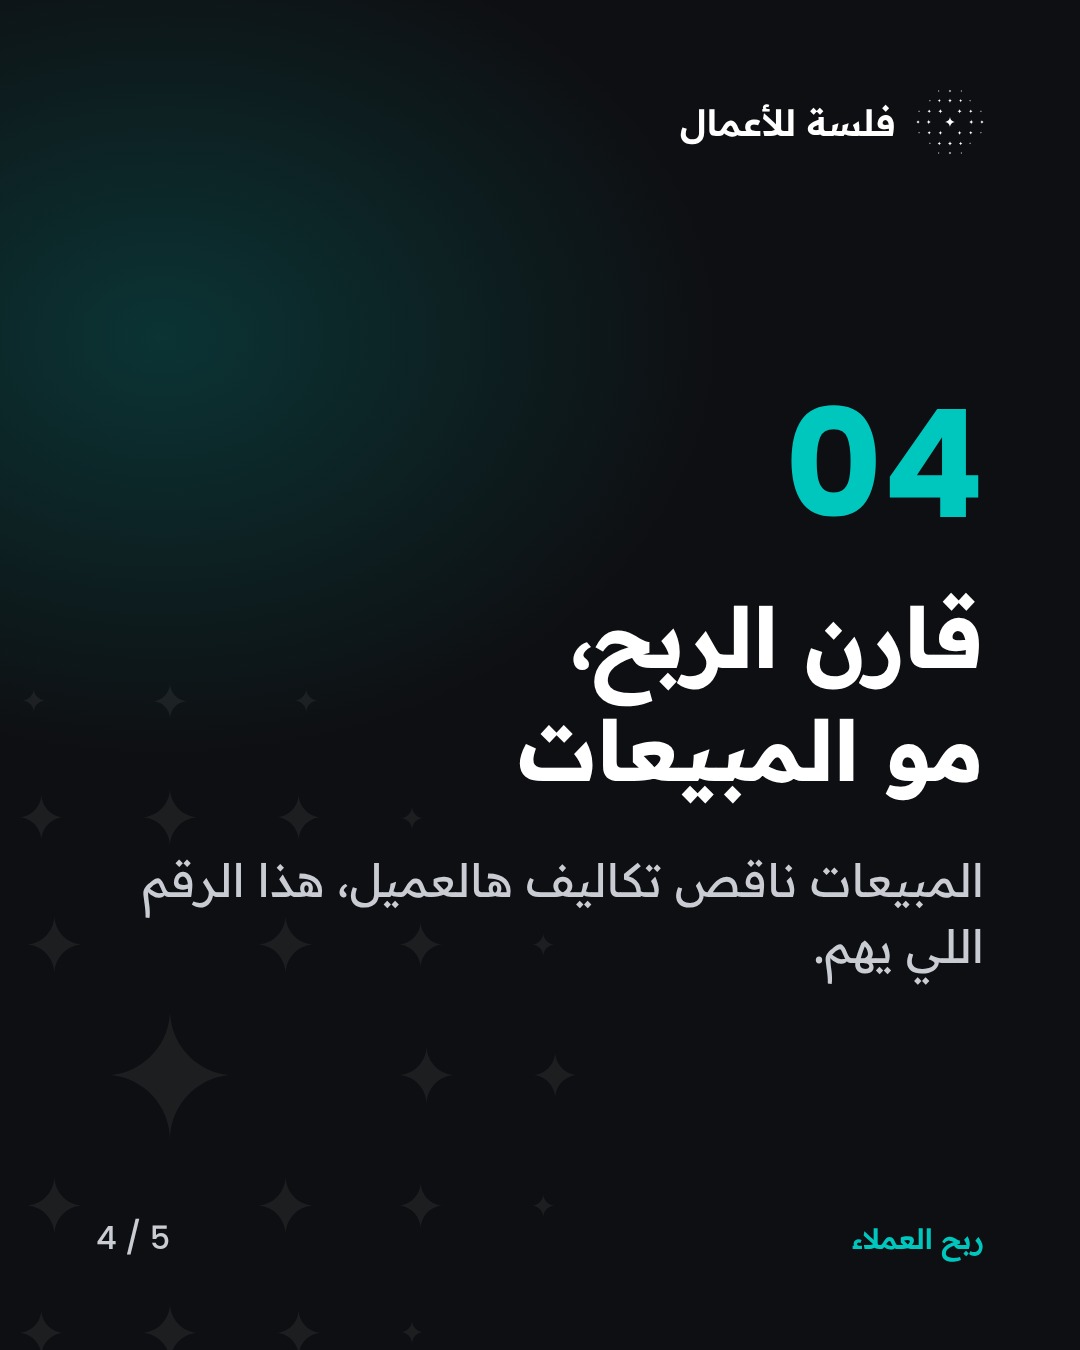 فلسة للأعمال
04
قارن الربح،
مو المبيعات
المبيعات ناقص تكاليف هالعميل، هذا الرقم
اللي يهم.
ربح العملاء
4 / 5